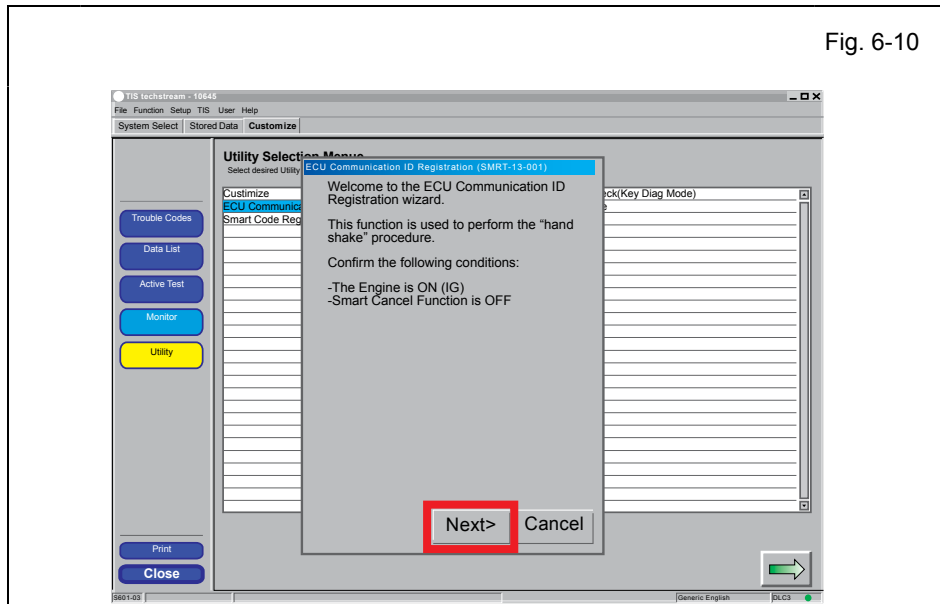 Fig. 6-10
TIS techstream - 10645
File Function Setup TIS User Help
System Select Stored Data Customize
Utility Selection Menue
Select desired Utility
ECU Communication ID Registration (SMRT-13-001)
Welcome to the ECU Communication ID
Registration wizard.
This function is used to perform the “hand
shake” procedure.
Confirm the following conditions:
-The Engine is ON (IG)
-Smart Cancel Function is OFF
Next> Cancel
Custimize
eck(Key Diag Mode)
ECU Communica
Smart Code Reg
Trouble Codes
Data List
Active Test
Monitor
Utility
Print
Close
S601-03
Generic English
DLC3